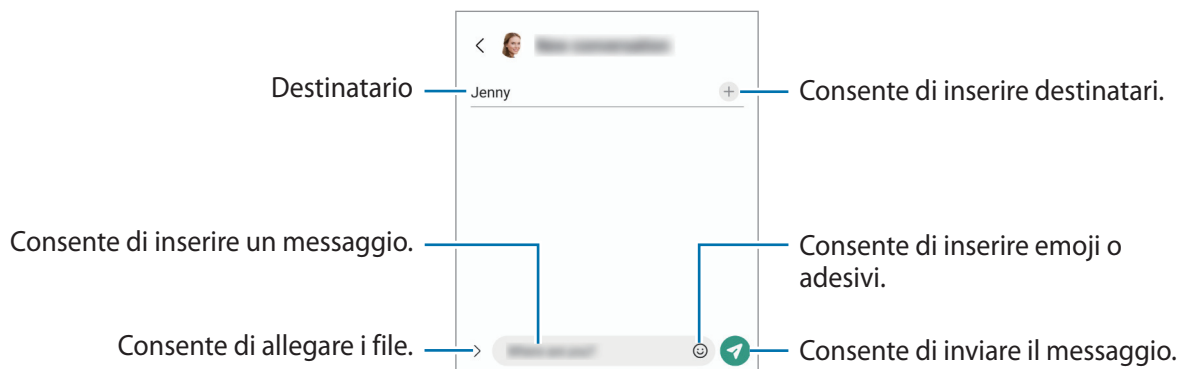 Destinatario
Jenny
Consente di inserire destinatari.
Consente di inserire un messaggio.
Consente di inserire emoji o
adesivi.
Consente di allegare i file.
Consente di inviare il messaggio.